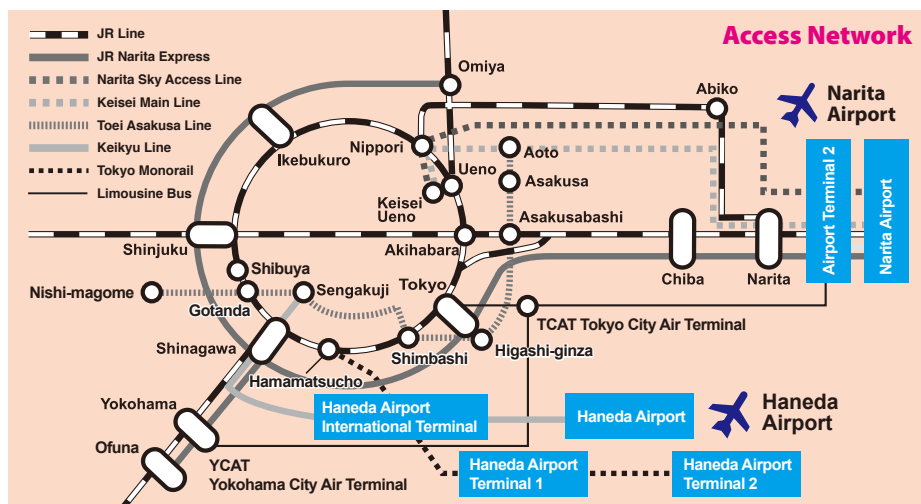 Access Network
JR Line
JR Narita Express
Narita Sky Access Line
Keisei Main Line
Toei Asakusa Line
Keikyu Line
Tokyo Monorail
Limousine Bus
Omiya
Abiko
Narita
Airport
Ikebukuro
Nippori
Aoto
Ueno
Asakusa
Keisei
Ueno
Asakusabashi
Airport Terminal 2
Narita Airport
Shinjuku
Akihabara
Chiba
Narita
Shibuya
Nishi-magome
Gotanda
Sengakuji
Tokyo
TCAT Tokyo City Air Terminal
Shinagawa
Shimbashi
Higashi-ginza
Hamamatsucho
Yokohama
Haneda Airport
International Terminal
Haneda Airport
Haneda
Airport
Ofuna
YCAT
Yokohama City Air Terminal
Haneda Airport
Terminal 1
Haneda Airport
Terminal 2